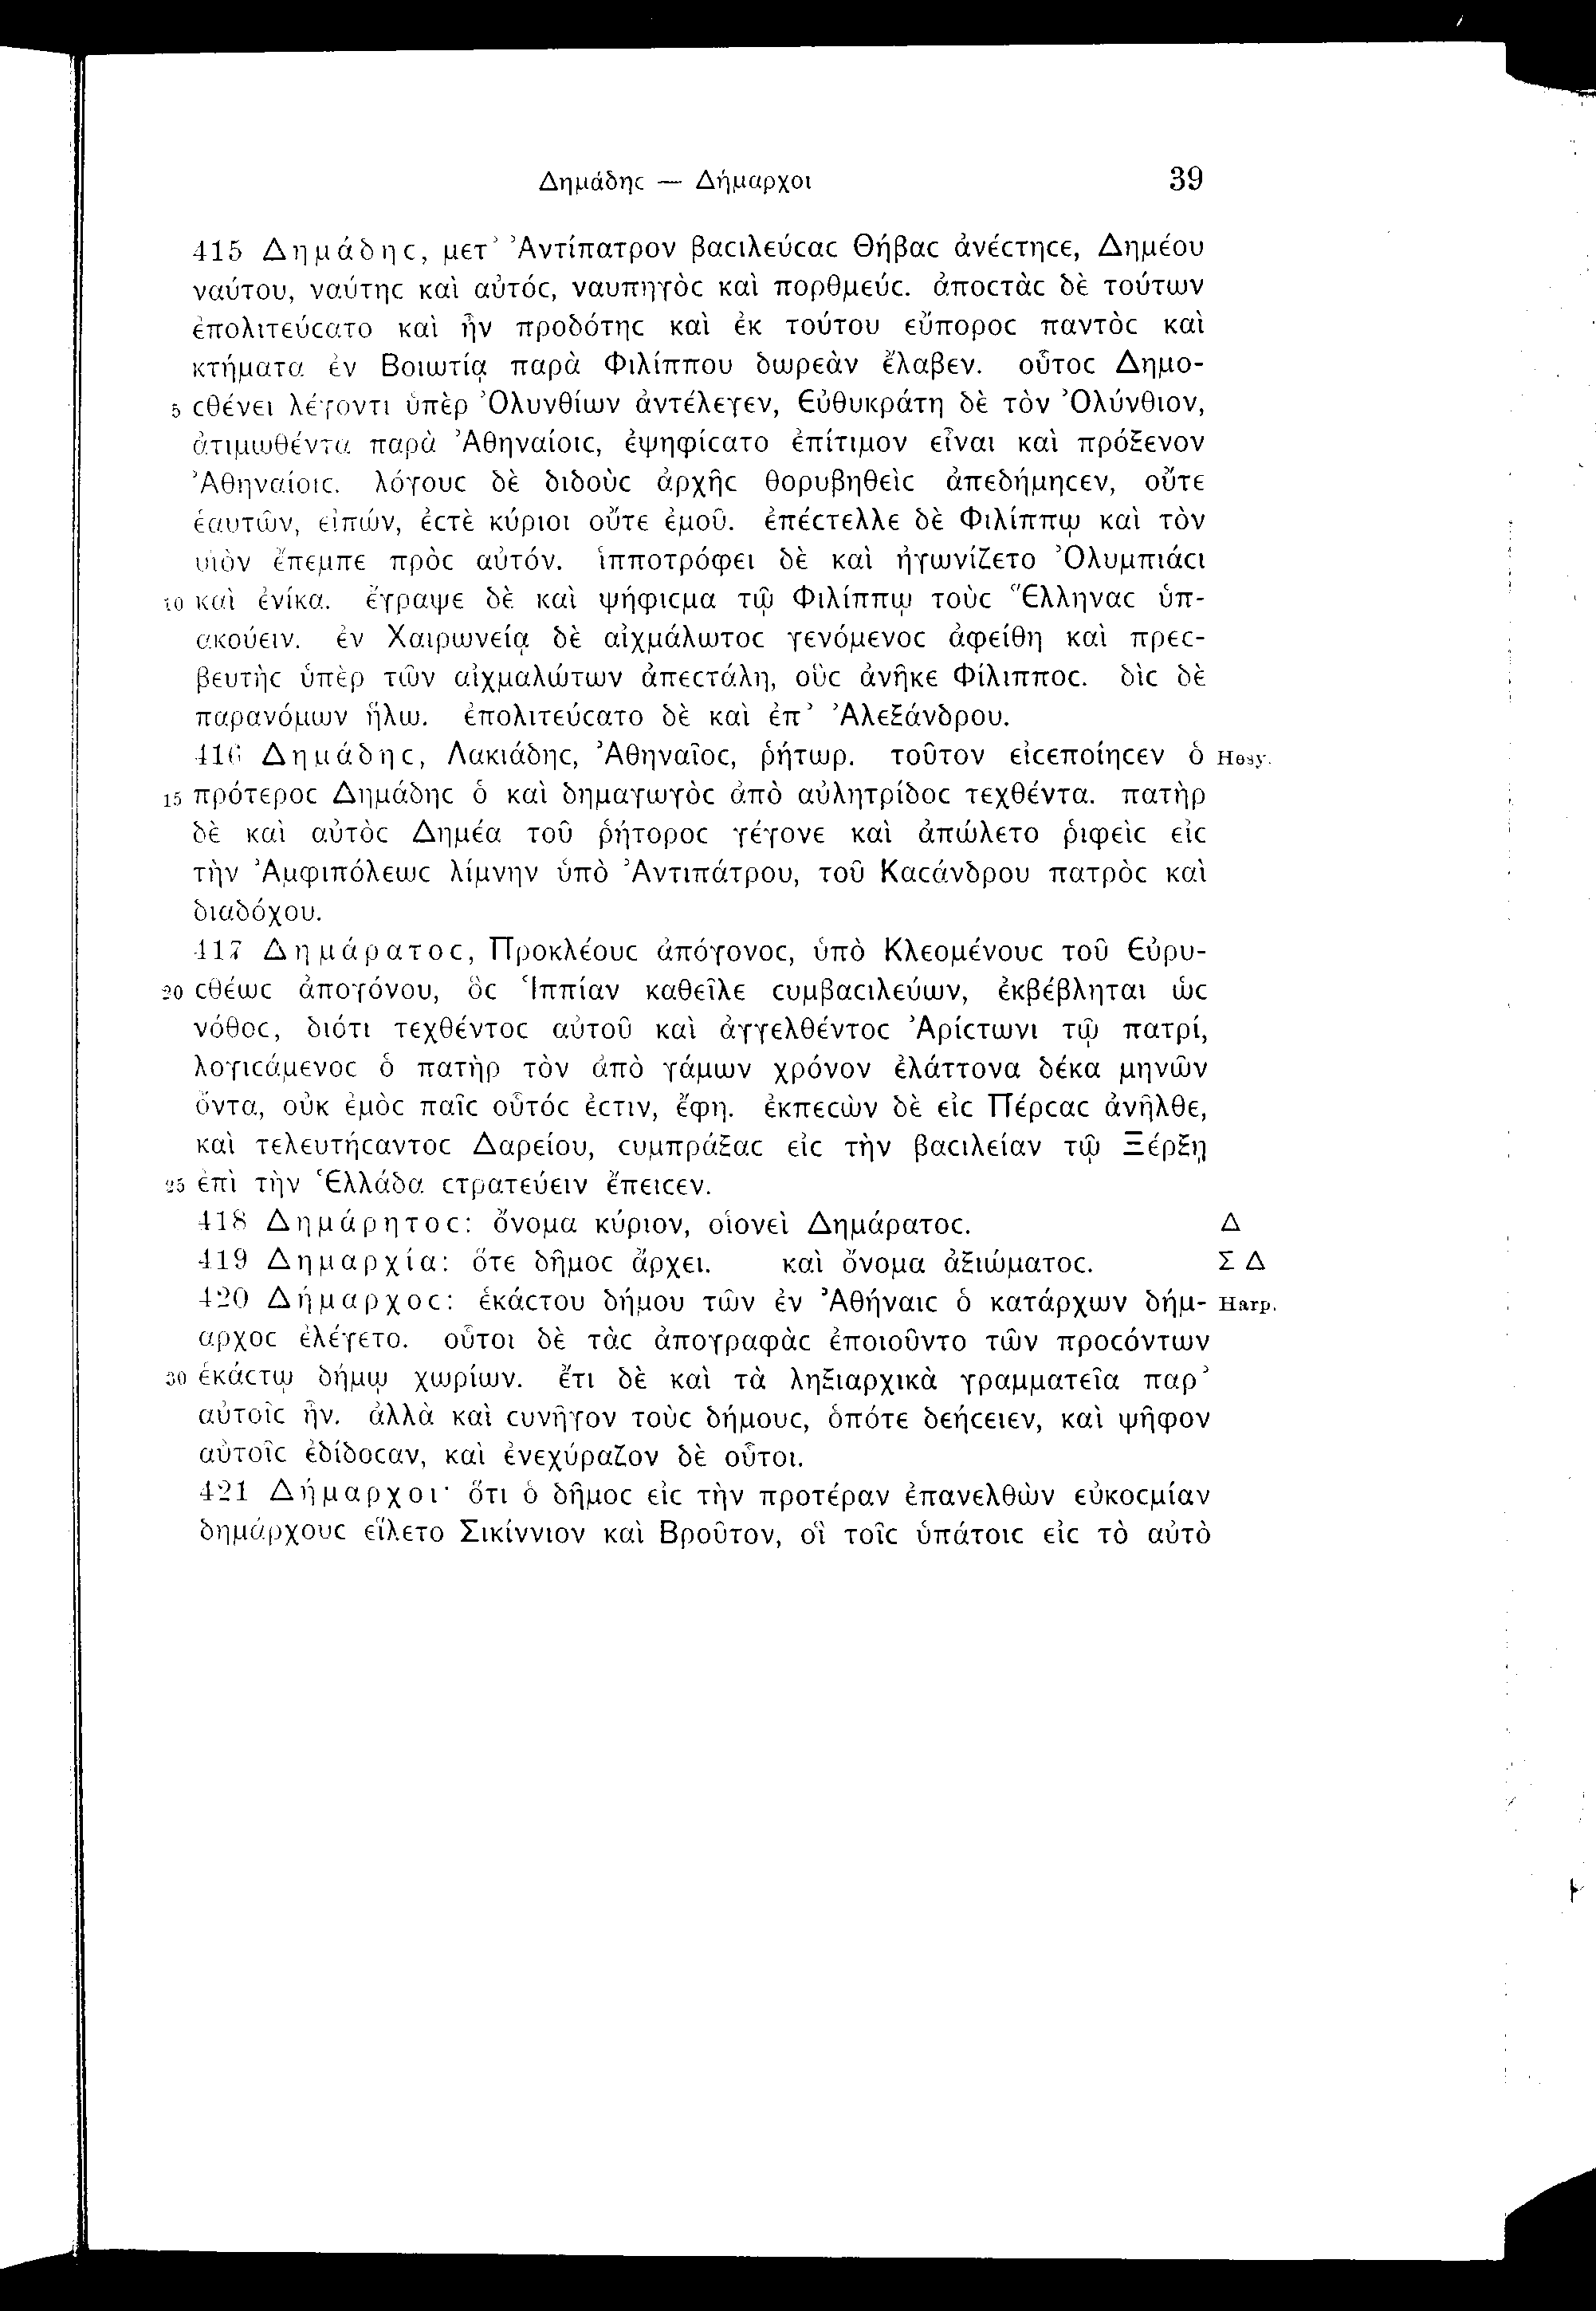 Δημάδηϲ — Δήμαρχοι 39
415 Δημάδηϲ, μετ’ Ἀντίπατρον βαϲιλεύϲαϲ Θήβαϲ ἀνέϲτηϲε, Δημέου
ναύτου, ναύτηϲ καὶ αὐτόϲ, ναυπηγὸϲ καὶ πορθμεύϲ. ἀποϲτὰϲ δὲ τούτων
ἐπολιτεύϲατο καὶ ἦν προδότηϲ καὶ ἐκ τούτου εὔποροϲ παντὸϲ καὶ
κτήματα ἐν Βοιωτίᾳ παρὰ Φιλίππου δωρεὰν ἔλαβεν. οὗτοϲ Δημο-
5 ϲθένει λέγοντι ὑπὲρ Ὀλυνθίων ἀντέλεγεν, Εὐθυκράτη δὲ τὸν Ὀλύνθιον,
ἀτιμωθέντα παρὰ Ἀθηναίοιϲ, ἐψηφίϲατο ἐπίτιμον εἶναι καὶ πρόξενον
Ἀθηναίοιϲ. λόγουϲ δὲ διδοὺϲ ἀρχῆϲ θορυβηθεὶϲ ἀπεδήμηϲεν, οὔτε
ἑαυτῶν, εἰπών, ἐϲτὲ κύριοι οὔτε ἐμοῦ. ἐπέϲτελλε δὲ Φιλίππῳ καὶ τὸν
υἱὸν ἔπεμπε πρὸϲ αὐτόν. ἱπποτρόφει δὲ καὶ ἠγωνίζετο Ὀλυμπιάϲι
10 καὶ ἐνίκα. ἔγραψε δὲ καὶ ψήφιϲμα τῷ Φιλίππῳ τοὺϲ Ἕλληναϲ ὑπ-
ακούειν. ἐν Χαιρωνείᾳ δὲ αἰχμάλωτοϲ γενόμενοϲ ἀφείθη καὶ πρεϲ-
βευτὴϲ ὑπὲρ τῶν αἰχμαλώτων ἀπεϲτάλη, οὓϲ ἀνῆκε Φίλιπποϲ. δὶϲ δὲ
παρανόμων ἥλω. ἐπολιτεύϲατο δὲ καὶ ἐπ’ Ἀλεξάνδρου.
416 Δημάδηϲ, Λακιάδηϲ, Ἀθηναῖοϲ, ῥήτωρ. τοῦτον εἰϲεποίηϲεν ὁ Hesy.
15 πρότεροϲ Δημάδηϲ ὁ καὶ δημαγωγὸϲ ἀπὸ αὐλητρίδοϲ τεχθέντα. πατὴρ
δὲ καὶ αὐτὸϲ Δημέα τοῦ ῥήτοροϲ γέγονε καὶ ἀπώλετο ῥιφεὶϲ εἰϲ
τὴν Ἀμφιπόλεωϲ λίμνην ὑπὸ Ἀντιπάτρου, τοῦ Καϲάνδρου πατρὸϲ καὶ
διαδόχου.
417 Δημάρατοϲ, Προκλέουϲ ἀπόγονοϲ, ὑπὸ Κλεομένουϲ τοῦ Εὐρυ-
20 ϲθέωϲ ἀπογόνου, ὃϲ Ἱππίαν καθεῖλε ϲυμβαϲιλεύων, ἐκβέβληται ὡϲ
νόθοϲ, διότι τεχθέντοϲ αὐτοῦ καὶ ἀγγελθέντοϲ Ἀρίϲτωνι τῷ πατρί,
λογιϲάμενοϲ ὁ πατὴρ τὸν ἀπὸ γάμων χρόνον ἐλάττονα δέκα μηνῶν
ὄντα, οὐκ ἐμὸϲ παῖϲ οὗτόϲ ἐϲτιν, ἔφη. ἐκπεϲὼν δὲ εἰϲ Πέρϲαϲ ἀνῆλθε,
καὶ τελευτήϲαντοϲ Δαρείου, ϲυμπράξαϲ εἰϲ τὴν βαϲιλείαν τῷ Ξέρξῃ
25 ἐπὶ τὴν Ἑλλάδα ϲτρατεύειν ἔπειϲεν.
418 Δημάρητοϲ: ὄνομα κύριον, οἱονεὶ Δημάρατοϲ. Δ
419 Δημαρχία: ὅτε δῆμοϲ ἄρχει. καὶ ὄνομα ἀξιώματοϲ. Σ Δ
420 Δήμαρχοϲ: ἑκάϲτου δήμου τῶν ἐν Ἀθήναιϲ ὁ κατάρχων δήμ- Harp.
αρχοϲ ἐλέγετο. οὗτοι δὲ τὰϲ ἀπογραφὰϲ ἐποιοῦντο τῶν προϲόντων
30 ἑκάϲτῳ δήμῳ χωρίων. ἔτι δὲ καὶ τὰ ληξιαρχικὰ γραμματεῖα παρ’
αὐτοῖϲ ἦν. ἀλλὰ καὶ ϲυνῆγον τοὺϲ δήμουϲ, ὁπότε δεήϲειεν, καὶ ψῆφον
αὐτοῖϲ ἐδίδοϲαν, καὶ ἐνεχύραζον δὲ οὗτοι.
421 Δήμαρχοι· ὅτι ὁ δῆμοϲ εἰϲ τὴν προτέραν ἐπανελθὼν εὐκοϲμίαν
δημάρχουϲ εἵλετο Σικίννιον καὶ Βροῦτον, οἳ τοῖϲ ὑπάτοιϲ εἰϲ τὸ αὐτὸ